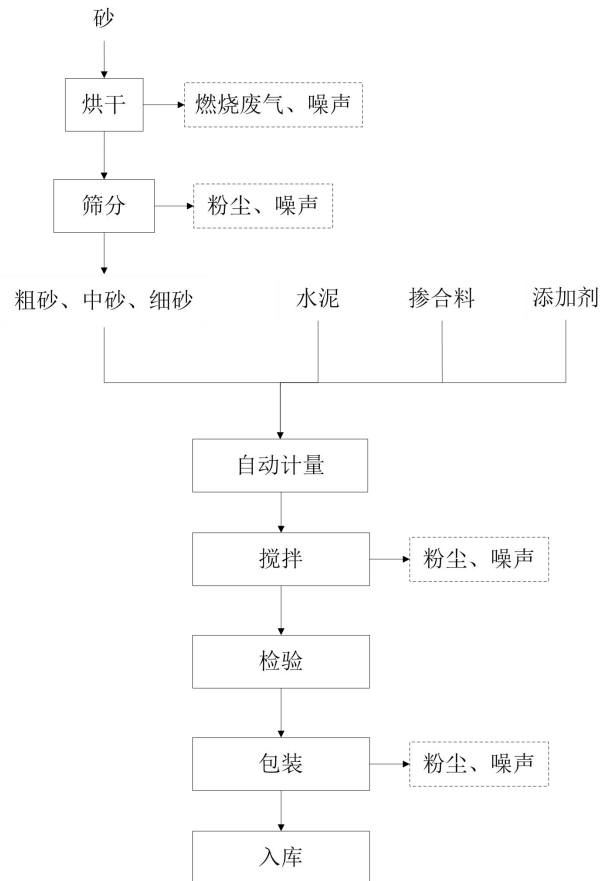 砂
烘干
燃烧废气、噪声
筛分
粉尘、噪声
粗砂、中砂、细砂
水泥
掺合料
添加剂
自动计量
搅拌
粉尘、噪声
检验
包装
粉尘、噪声
入库